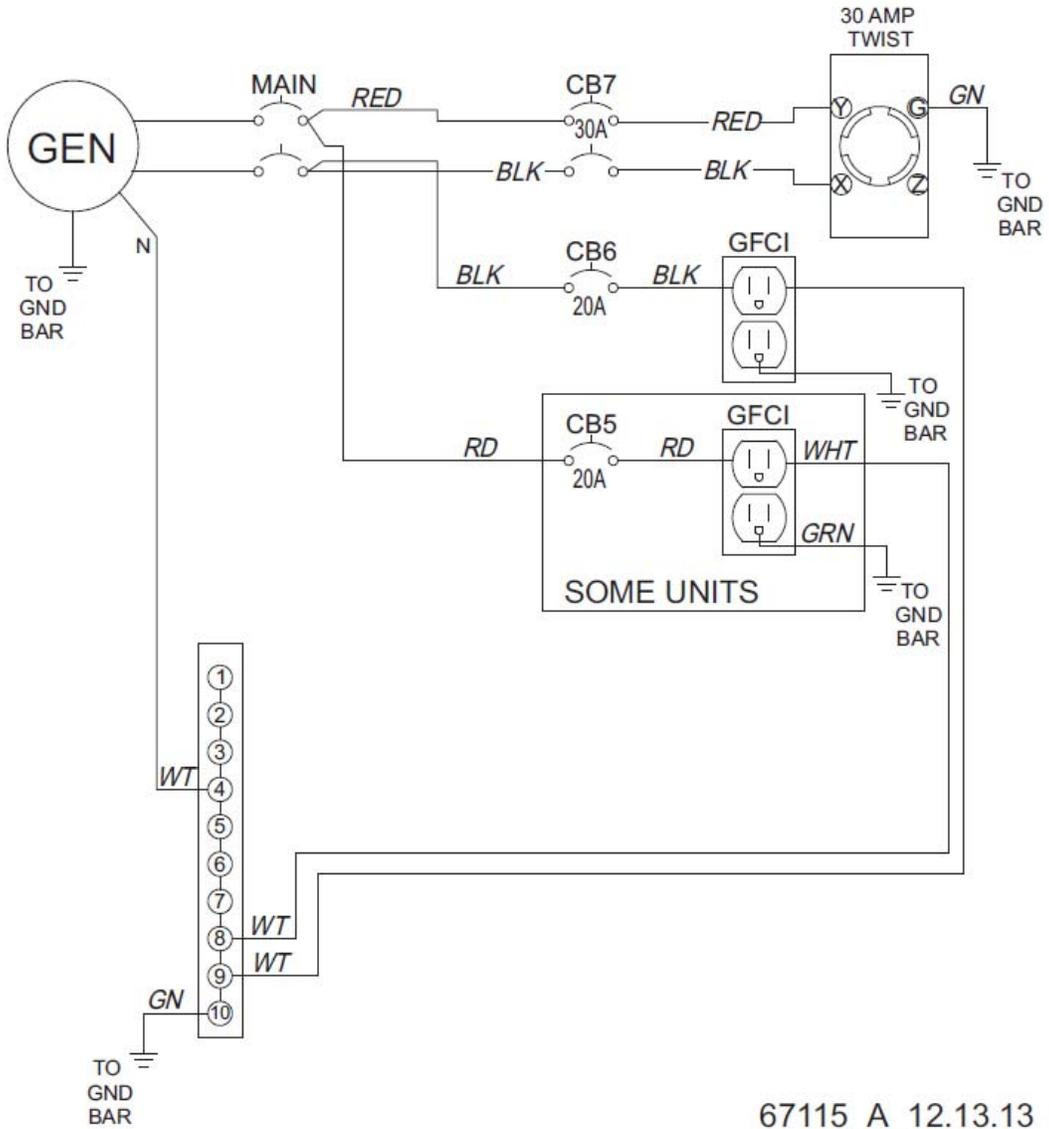 30 AMP
TWIST
MAIN
RED
CB7
30A
RED
Y
G
GN
GEN
BLK
BLK
X
Z
TO
GND
BAR
N
TO
GND
BAR
BLK
CB6
20A
BLK
GFCI
TO
GND
BAR
RD
CB5
20A
RD
GFCI
WHT
GRN
SOME UNITS
TO
GND
BAR
1
2
3
WT
4
5
6
7
8
WT
9
WT
GN
10
TO
GND
BAR
67115 A 12.13.13